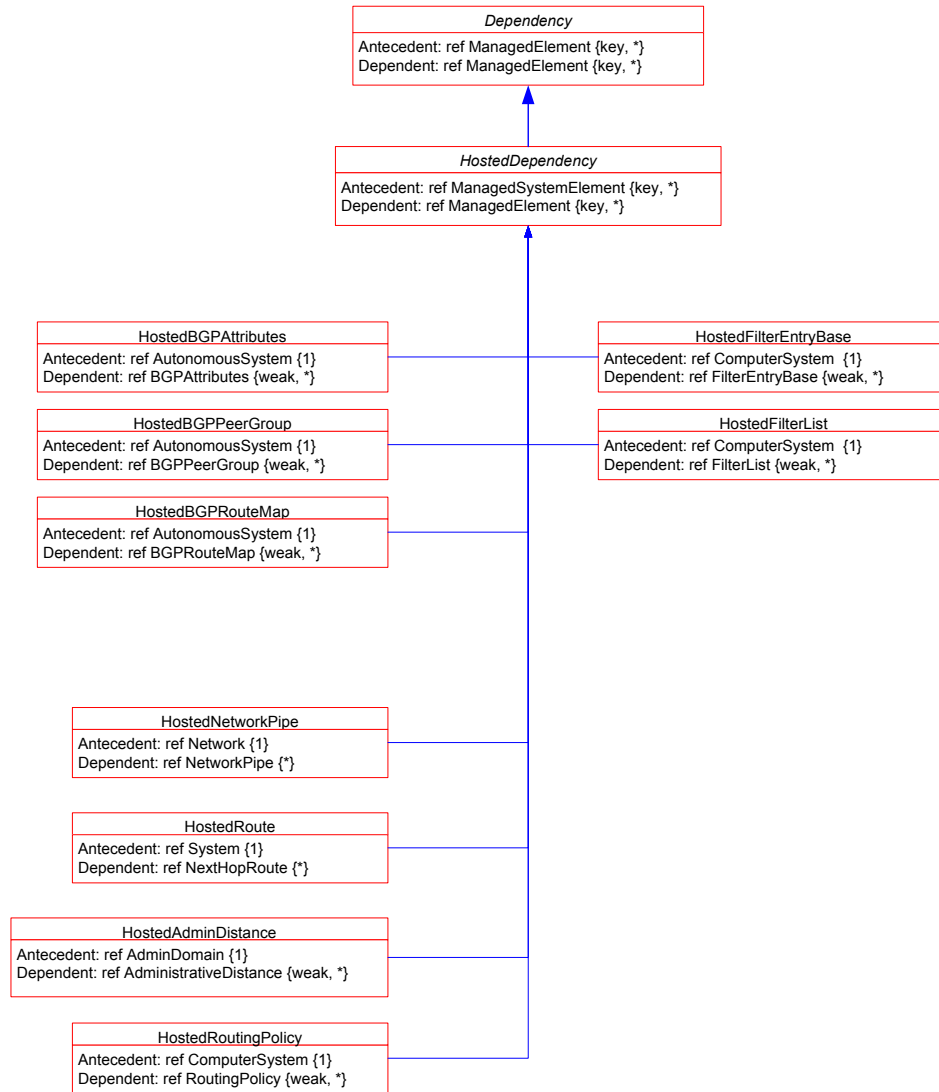 Dependency
Antecedent: ref ManagedElement {key, *}
Dependent: ref ManagedElement {key, *}
HostedDependency
Antecedent: ref ManagedSystemElement {key, *}
Dependent: ref ManagedElement {key, *}
HostedBGPAttributes
Antecedent: ref AutonomousSystem {1}
Dependent: ref BGPAttributes {weak, *}
HostedFilterEntryBase
Antecedent: ref ComputerSystem {1}
Dependent: ref FilterEntryBase {weak, *}
HostedBGPPeerGroup
Antecedent: ref AutonomousSystem {1}
Dependent: ref BGPPeerGroup {weak, *}
HostedFilterList
Antecedent: ref ComputerSystem {1}
Dependent: ref FilterList {weak, *}
HostedBGPRouteMap
Antecedent: ref AutonomousSystem {1}
Dependent: ref BGPRouteMap {weak, *}
HostedNetworkPipe
Antecedent: ref Network {1}
Dependent: ref NetworkPipe {*}
HostedRoute
Antecedent: ref System {1}
Dependent: ref NextHopRoute {*}
HostedAdminDistance
Antecedent: ref AdminDomain {1}
Dependent: ref AdministrativeDistance {weak, *}
HostedRoutingPolicy
Antecedent: ref ComputerSystem {1}
Dependent: ref RoutingPolicy {weak, *}